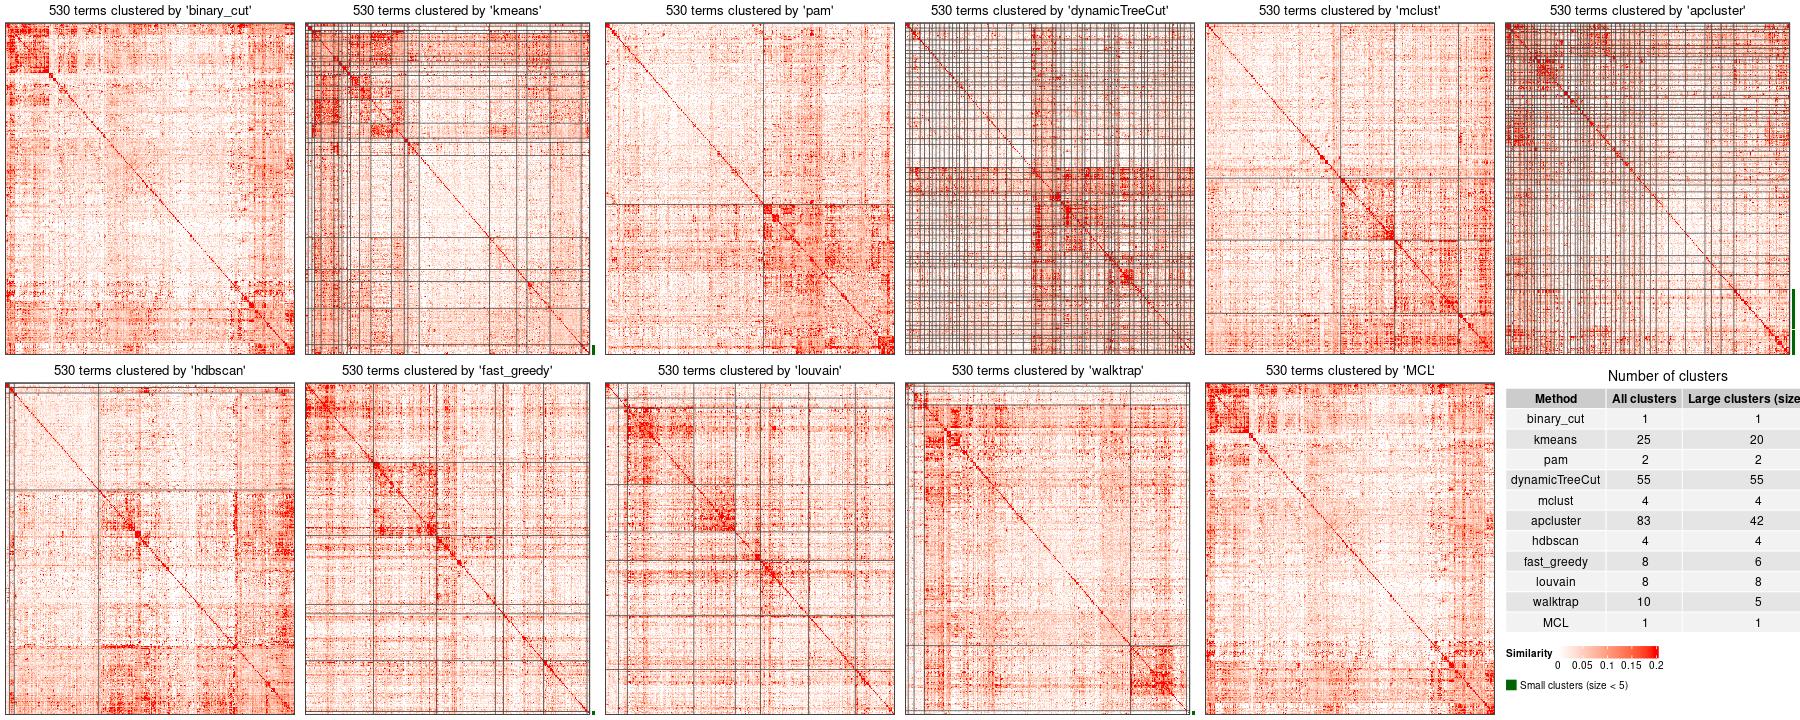 530 terms clustered by 'binary_cut'
530 terms clustered by 'kmeans'
530 terms clustered by 'pam'
530 terms clustered by 'dynamicTreeCut'
530 terms clustered by 'mclust'
530 terms clustered by 'apcluster'
530 terms clustered by 'hdbscan'
530 terms clustered by 'fast_greedy'
530 terms clustered by 'louvain'
530 terms clustered by 'walktrap'
530 terms clustered by 'MCL'
Number of clusters
Method All clusters Large clusters (size
binary_cut 1 1
kmeans 25 20
pam 2 2
dynamicTreeCut 55 55
mclust 4 4
apcluster 83 42
hdbscan 4 4
fast_greedy 8 6
louvain 8 8
walktrap 10 5
MCL 1 1
Similarity
0 0.05 0.1 0.15 0.2
Small clusters (size < 5)